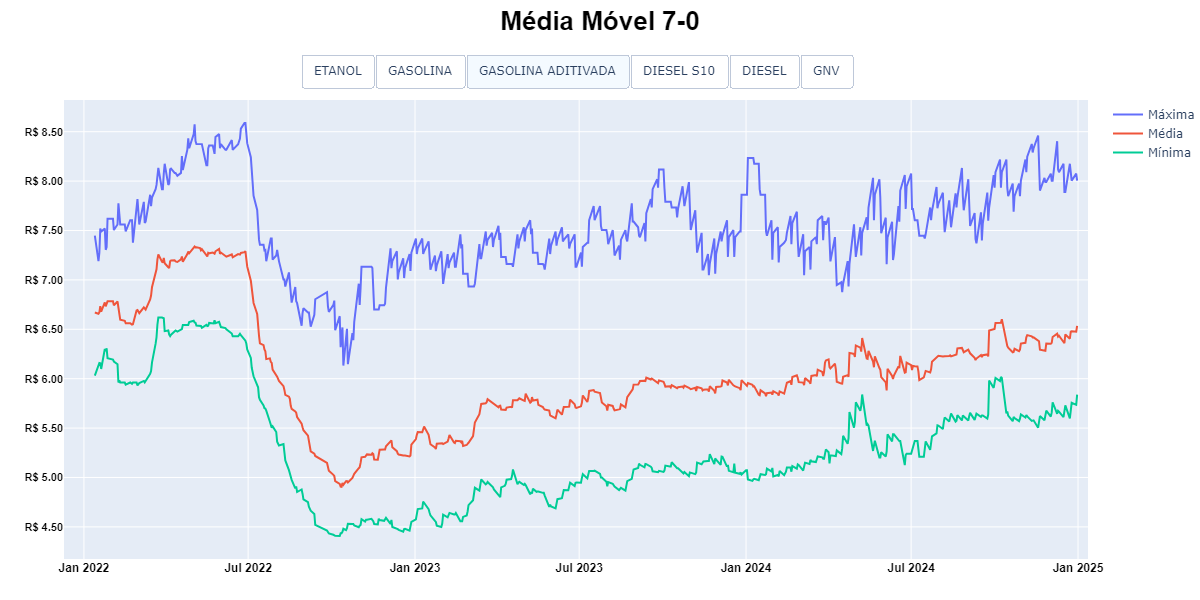 Média Móvel 7-0
ETANOL GASOLINA GASOLINA ADITIVADA DIESEL S10 DIESEL GNV
Máxima
Média
Mínima
R$ 8.50
R$ 8.00
R$ 7.50
R$ 7.00
R$ 6.50
R$ 6.00
R$ 5.50
R$ 5.00
R$ 4.50
Jan 2022 Jul 2022 Jan 2023 Jul 2023 Jan 2024 Jul 2024 Jan 2025